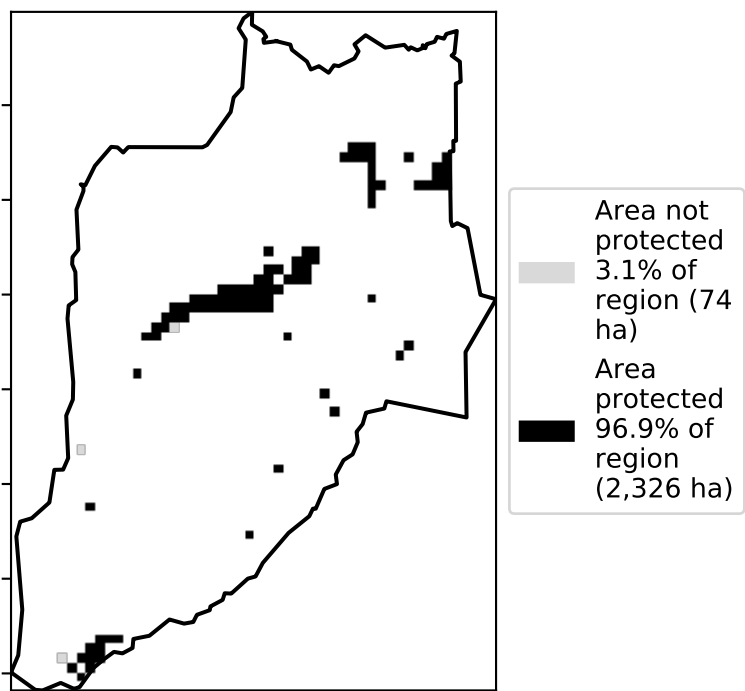 Area not
protected
3.1% of
region (74
ha)
Area
protected
96.9% of
region
(2,326 ha)